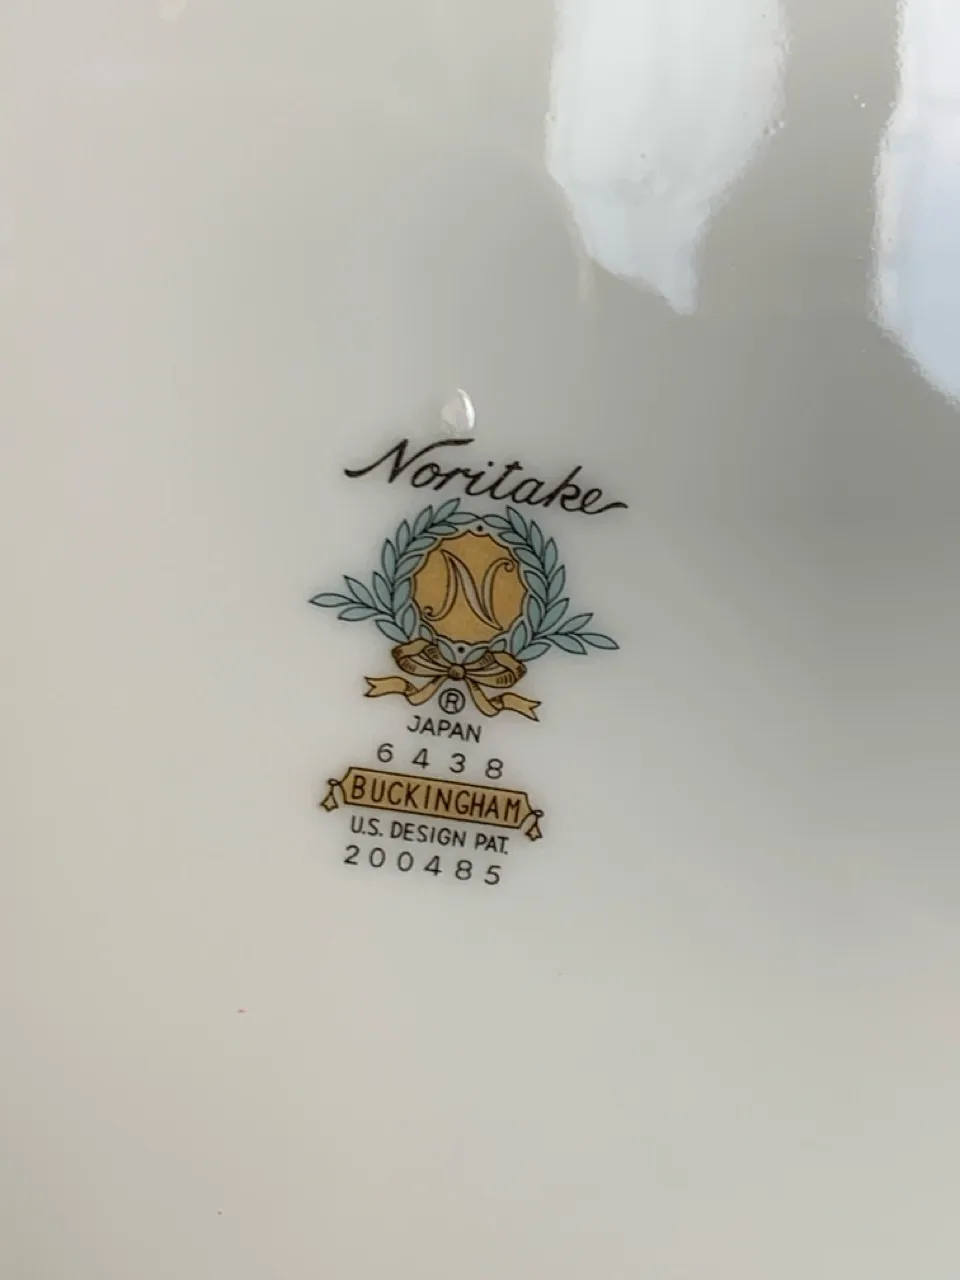 Noritake
N
®
JAPAN
6438
BUCKINGHAM
U.S. DESIGN PAT.
200485